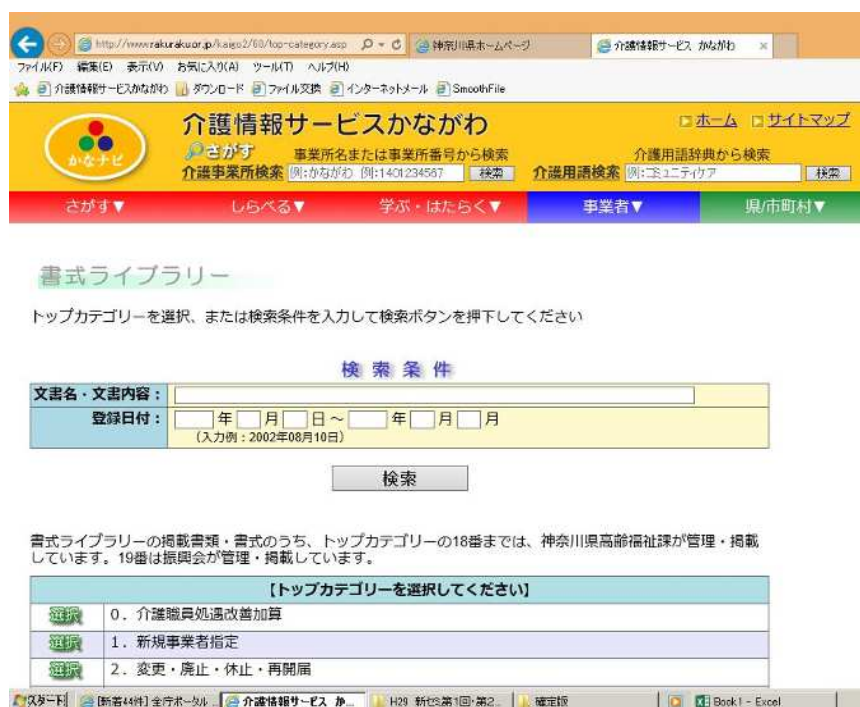 http://www.rakurakuor.jp/kaigo2/60/top-category.asp
神奈川県ホームページ
介護情報サービス かながわ ×
ファイル(F) 編集(E) 表示(V) お気に入り(A) ツール(T) ヘルプ(H)
介護情報サービスかながわ ダウンロード ファイル交換 インターネットメール SmoothFile
かなナビ
介護情報サービスかながわ
ホーム サイトマップ
さがす 事業所名または事業所番号から検索 介護用語辞典から検索
介護事業所検索 例:かながわ 例:1401234567 検索 介護用語検索 例:コミュニティケア 検索
さがす▼ しらべる▼ 学ぶ・はたらく▼ 事業者▼ 県/市町村▼
書式ライブラリー
トップカテゴリーを選択、または検索条件を入力して検索ボタンを押下してください
検索条件
文書名・文書内容：
登録日付： 年 月 日～ 年 月 月
(入力例：2002年08月10日)
検索
書式ライブラリーの掲載書類・書式のうち、トップカテゴリーの18番までは、神奈川県高齢福祉課が管理・掲載
しています。19番は振興会が管理・掲載しています。
【トップカテゴリーを選択してください】
選択 0．介護職員処遇改善加算
選択 1．新規事業者指定
選択 2．変更・廃止・休止・再開届
スタート [新着44件] 全庁ポータル ... 介護情報サービス か... H29 新セミ第1回・第2... 確定版 Book1 - Excel